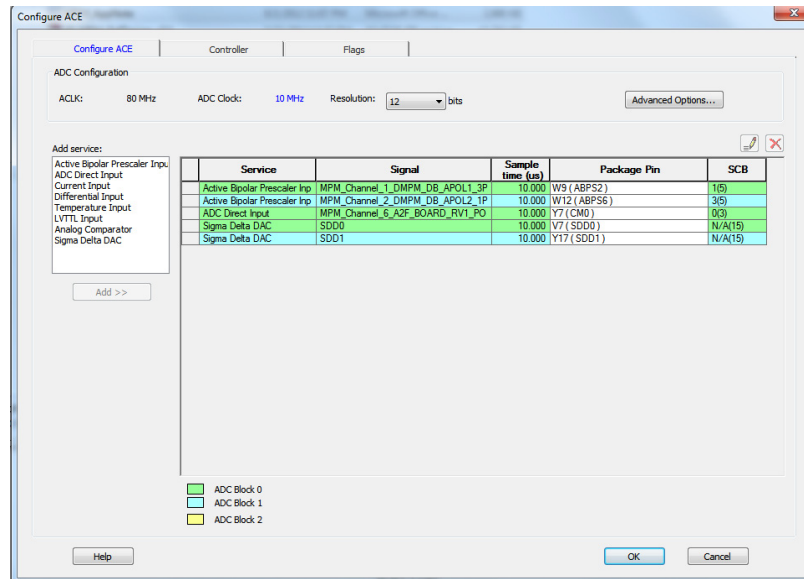 Configure ACE
Configure ACE Controller Flags
ADC Configuration
ACLK: 80 MHz ADC Clock: 10 MHz Resolution: 12 bits Advanced Options...
Add service:
Active Bipolar Prescaler Inpu
ADC Direct Input
Current Input
Differential Input
Temperature Input
LVTTL Input
Analog Comparator
Sigma Delta DAC
Add >>
Service Signal Sample time (us) Package Pin SCB
Active Bipolar Prescaler Inp MPM_Channel_1_DMPM_DB_APOL1_3P 10.000 W9 ( ABPS2 ) 1(5)
Active Bipolar Prescaler Inp MPM_Channel_2_DMPM_DB_APOL2_1P 10.000 W12 ( ABPS6 ) 3(5)
ADC Direct Input MPM_Channel_6_A2F_BOARD_RV1_PO 10.000 Y7 ( CM0 ) 0(3)
Sigma Delta DAC SDD0 10.000 V7 ( SDD0 ) N/A(15)
Sigma Delta DAC SDD1 10.000 Y17 ( SDD1 ) N/A(15)
ADC Block 0
ADC Block 1
ADC Block 2
Help OK Cancel